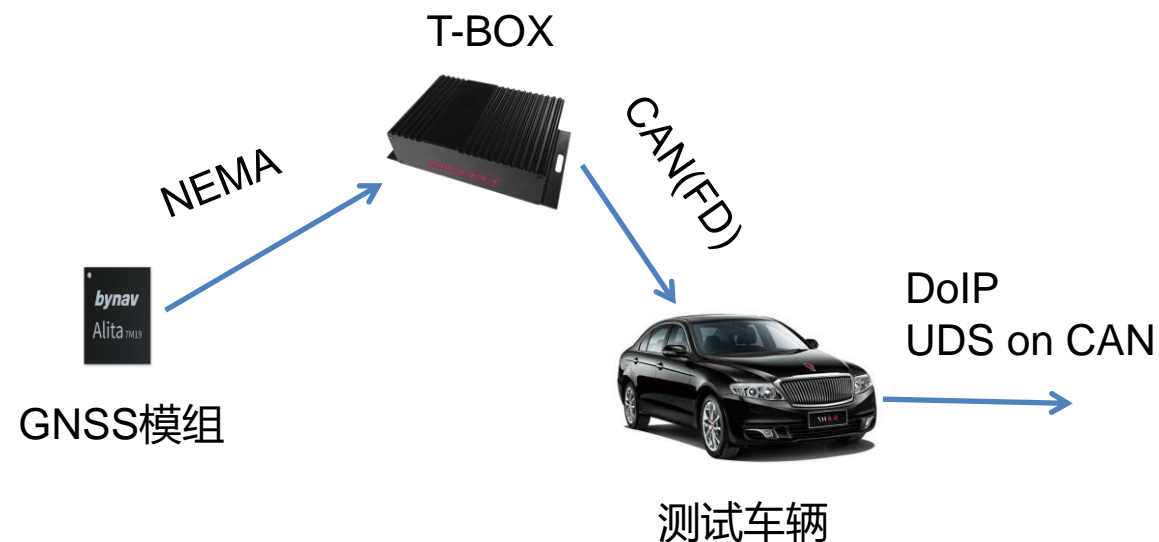 T-BOX
NEMA
CAN(FD)
bynav
Alita 7M19
GNSS模组
DoIP
UDS on CAN
测试车辆